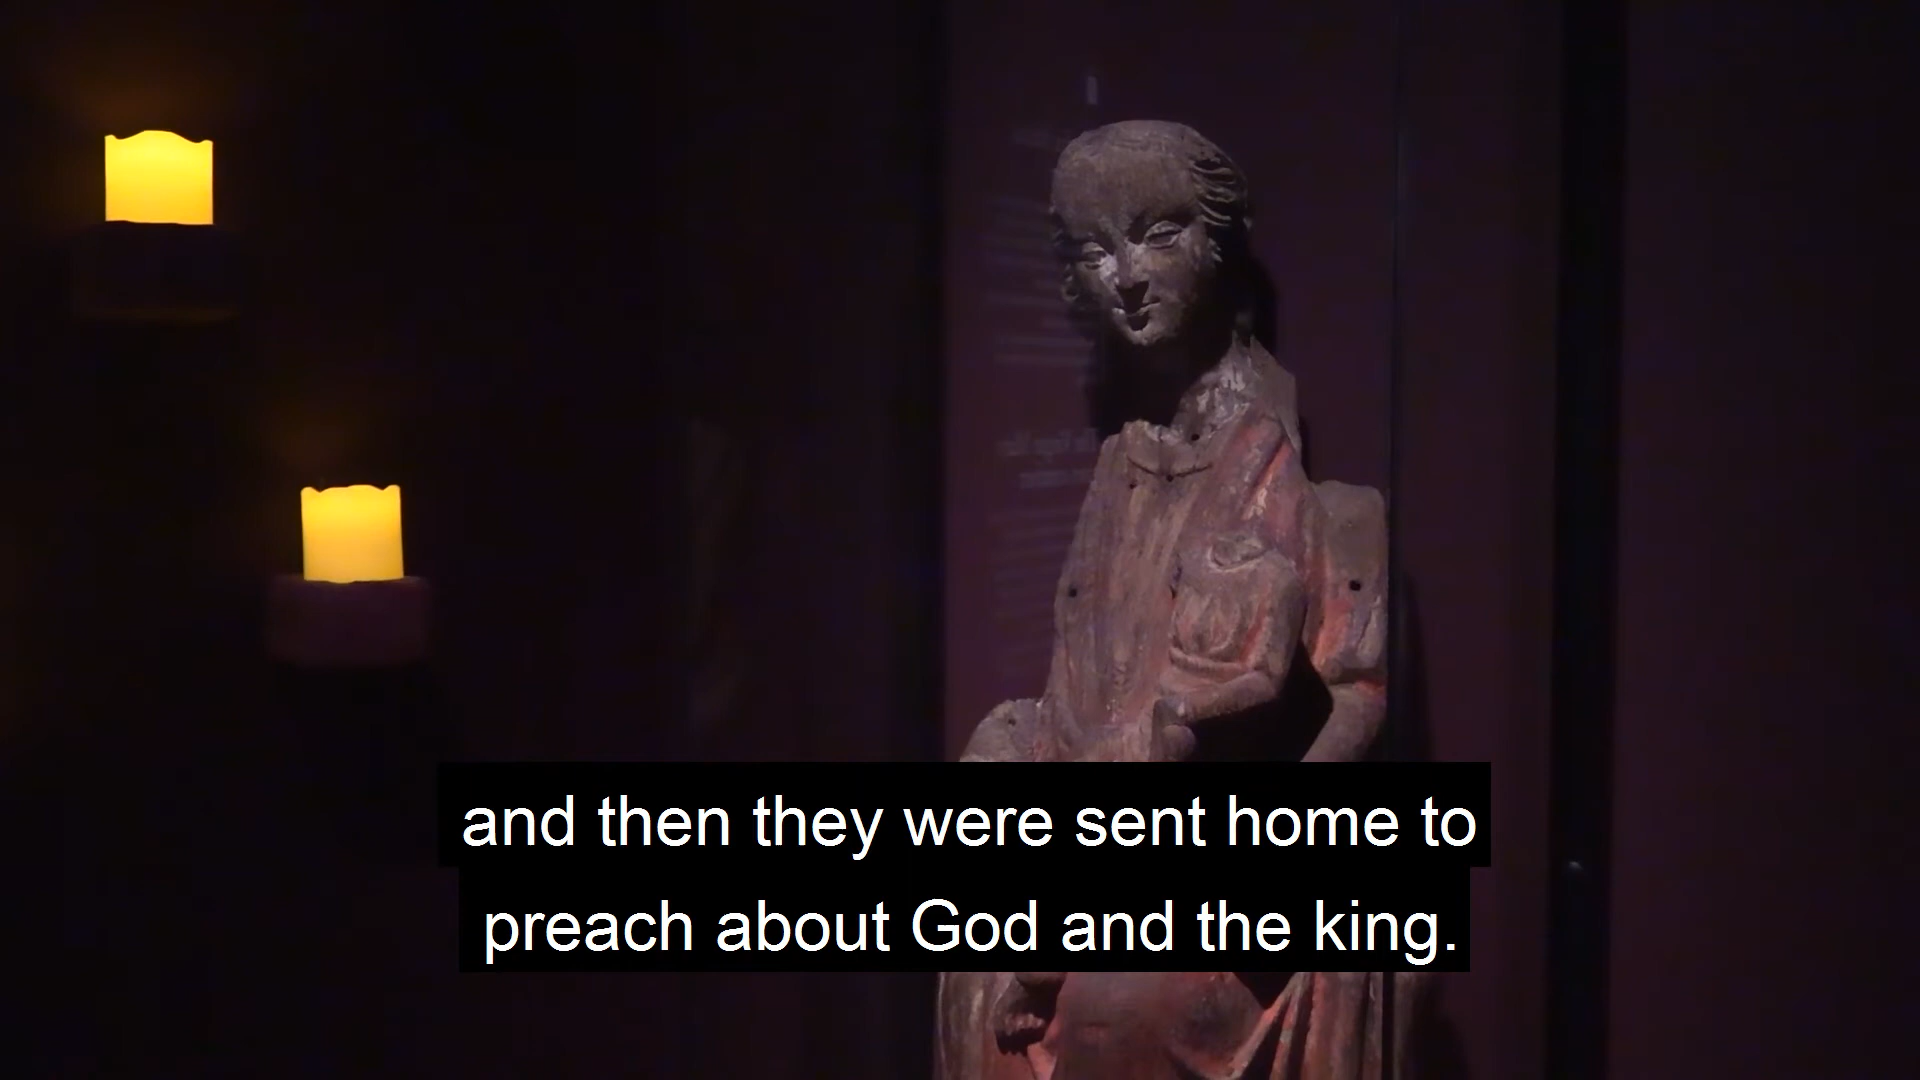 and then they were sent home to
preach about God and the king.